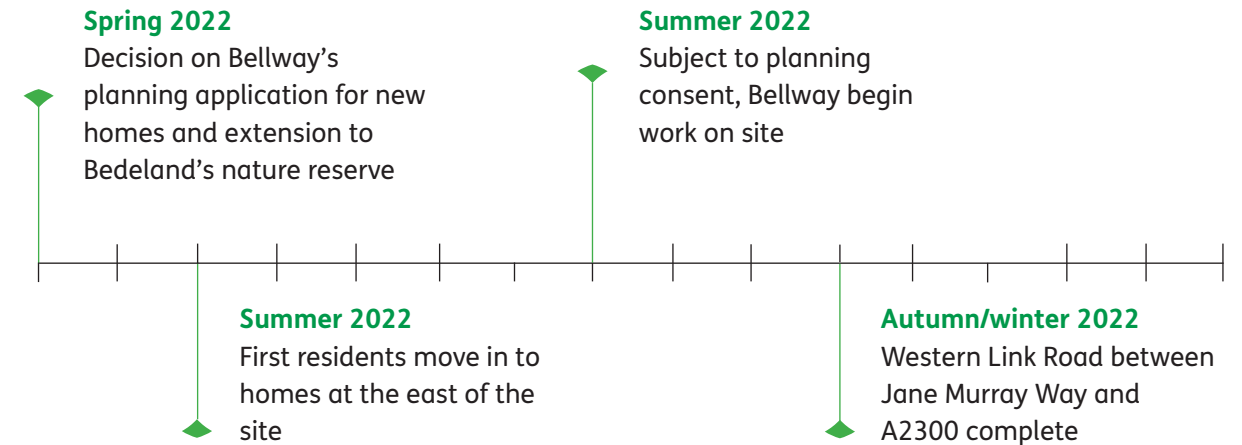 Spring 2022
Decision on Bellway’s
planning application for new
homes and extension to
Bedeland’s nature reserve
Summer 2022
First residents move in to
homes at the east of the
site
Summer 2022
Subject to planning
consent, Bellway begin
work on site
Autumn/winter 2022
Western Link Road between
Jane Murray Way and
A2300 complete